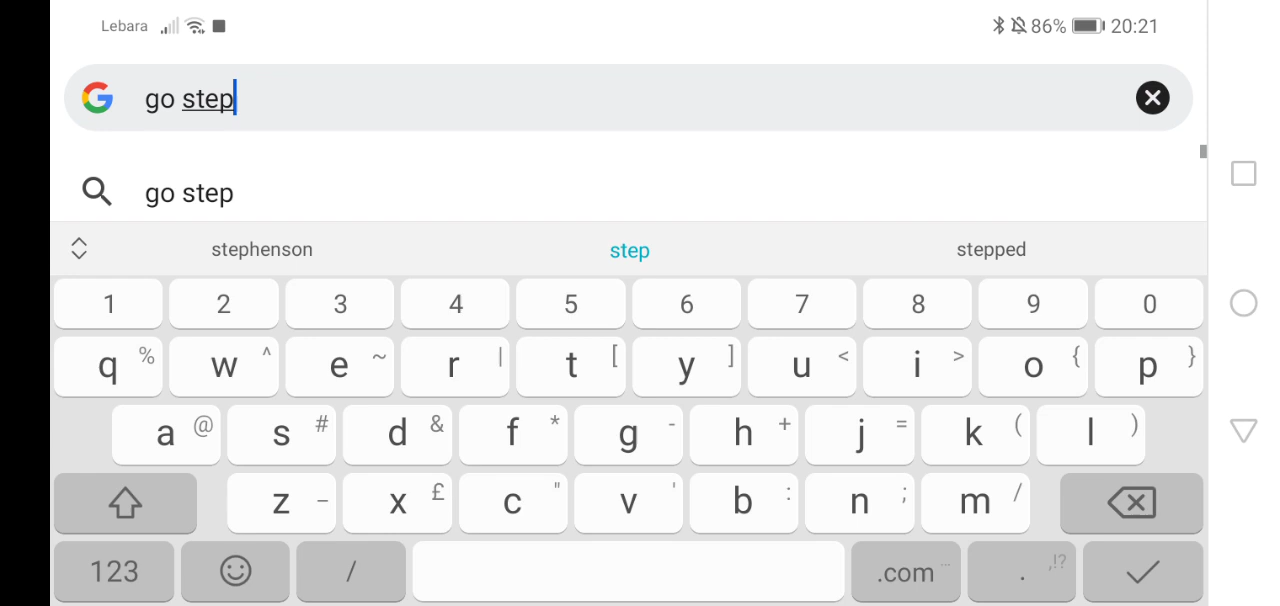 Lebara 86% 20:21
go step
go step
stephenson step stepped
1 2 3 4 5 6 7 8 9 0
q % w ^ e ~ r | t [ y ] u < i > o { p }
a @ s # d & f * g - h + j = k ( l )
z _ x £ c " v ' b : n ; m /
123 / .com ... . ,!?